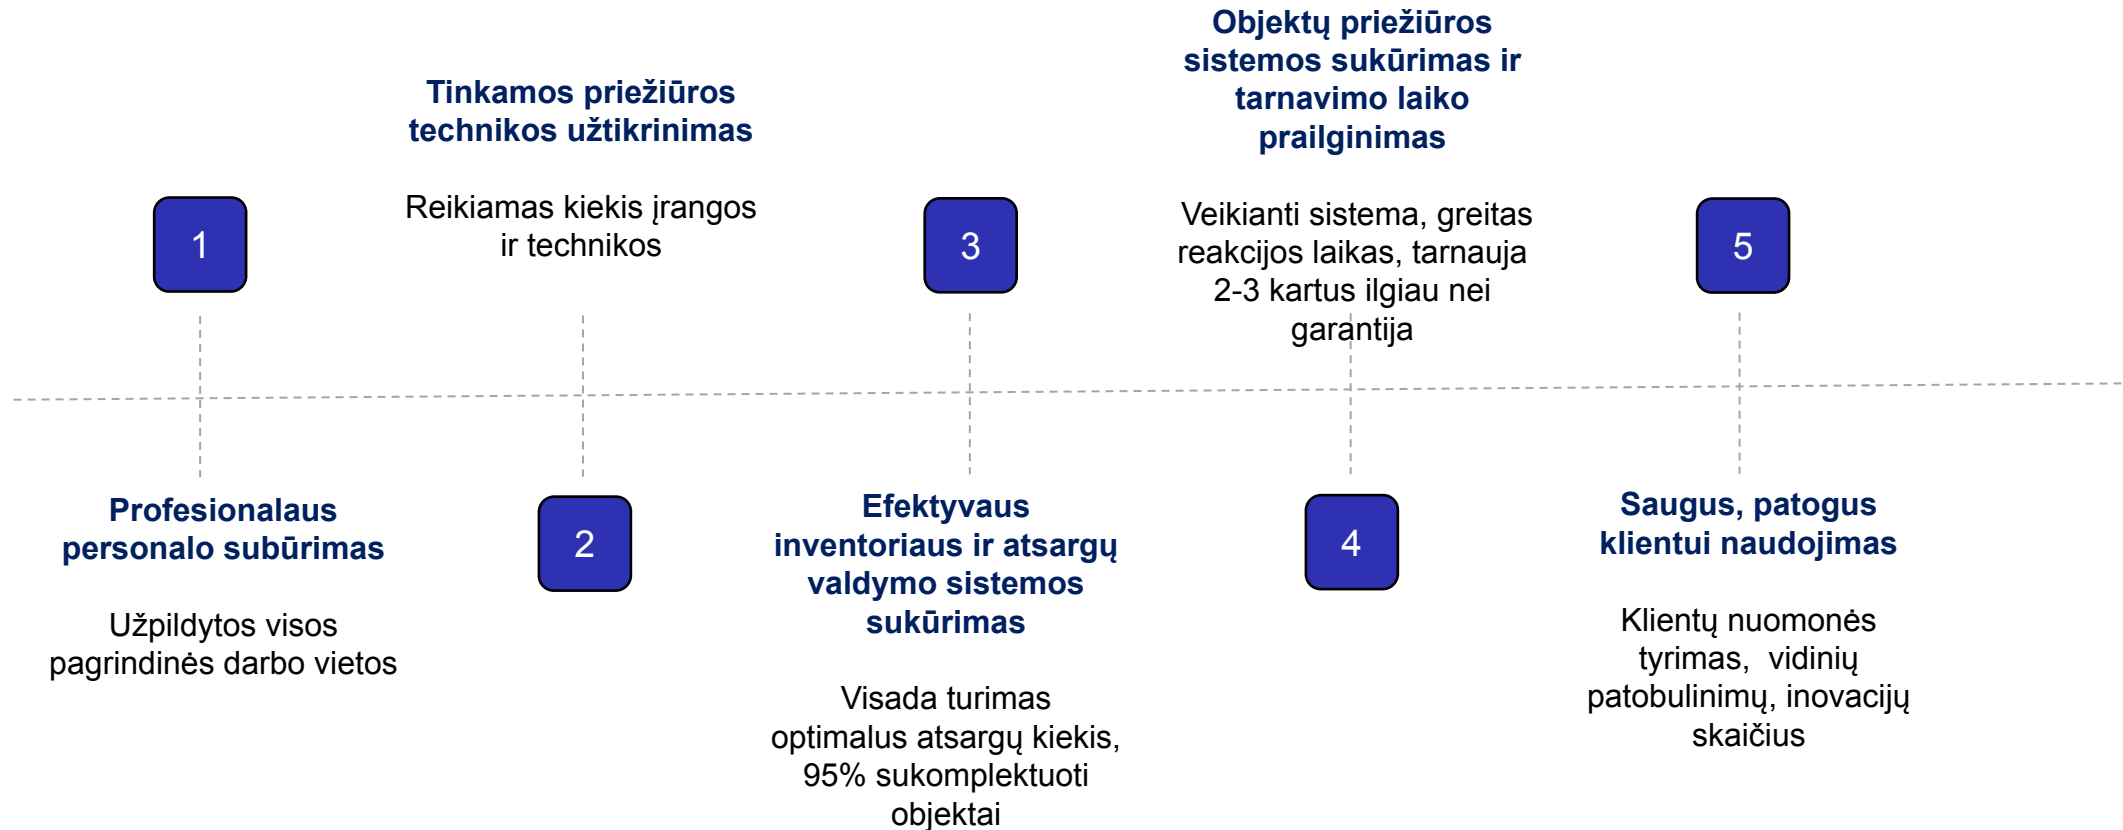 1
Profesionalaus
personalo subūrimas
Užpildytos visos
pagrindinės darbo vietos
Tinkamos priežiūros
technikos užtikrinimas
Reikiamas kiekis įrangos
ir technikos
2
3
Efektyvaus
inventoriaus ir atsargų
valdymo sistemos
sukūrimas
Visada turimas
optimalus atsargų kiekis,
95% sukomplektuoti
objektai
Objektų priežiūros
sistemos sukūrimas ir
tarnavimo laiko
prailginimas
Veikianti sistema, greitas
reakcijos laikas, tarnauja
2-3 kartus ilgiau nei
garantija
4
5
Saugus, patogus
klientui naudojimas
Klientų nuomonės
tyrimas,  vidinių
patobulinimų, inovacijų
skaičius